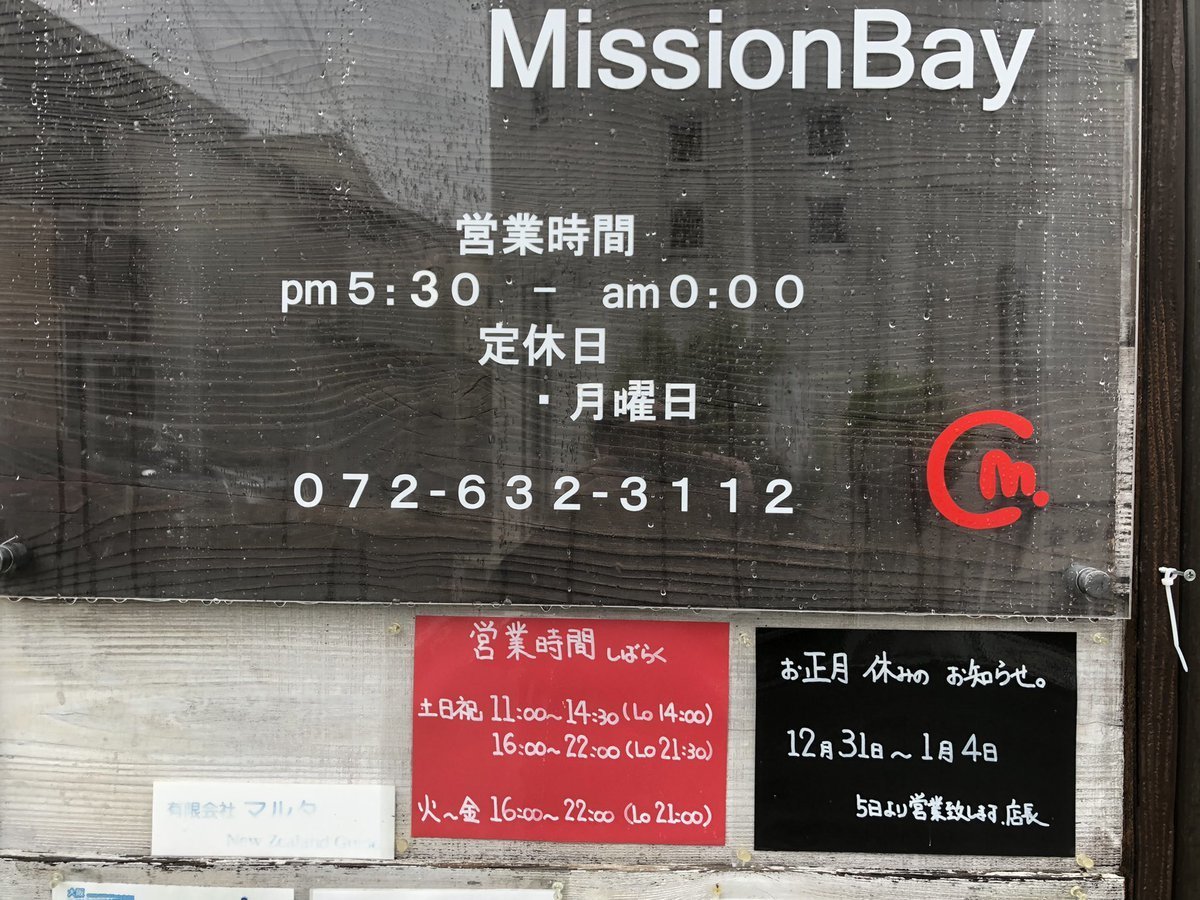 MissionBay
営業時間
pm5:30 － am0:00
定休日
・月曜日
072-632-3112
m.
営業時間 しばらく
土日祝 11:00～14:30 (Lo 14:00)
16:00～22:00 (Lo 21:30)
火～金 16:00～22:00 (Lo 21:00)
お正月 休みの お知らせ。
12月31日～1月4日
5日より営業致します.店長
有限会社 マルタ
New Zealand
大阪